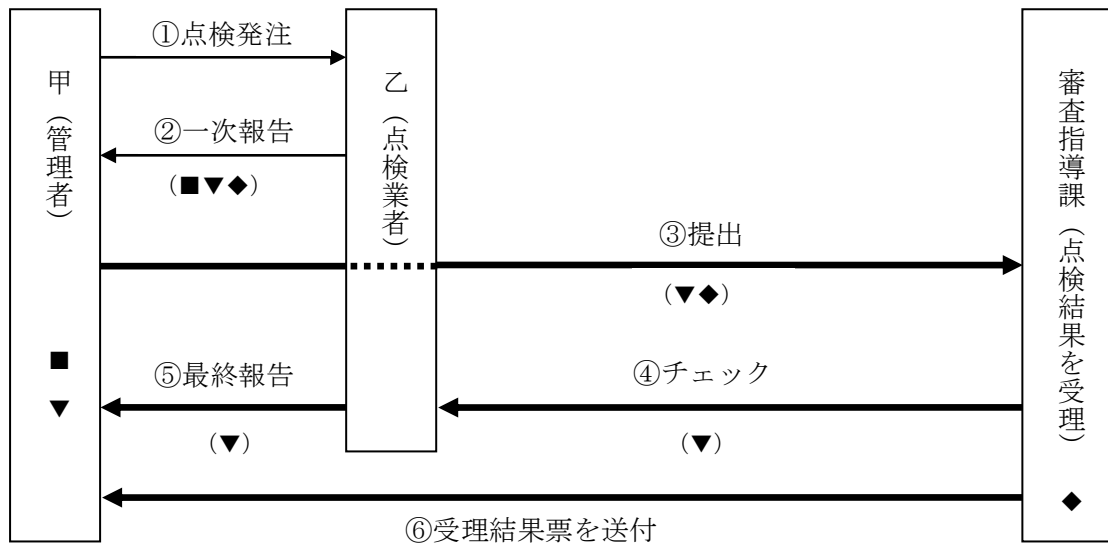 甲（管理者）
■
▼
①点検発注
②一次報告
（■▼◆）
乙（点検業者）
③提出
（▼◆）
④チェック
（▼）
⑤最終報告
（▼）
⑥受理結果票を送付
審査指導課（点検結果を受理）
◆